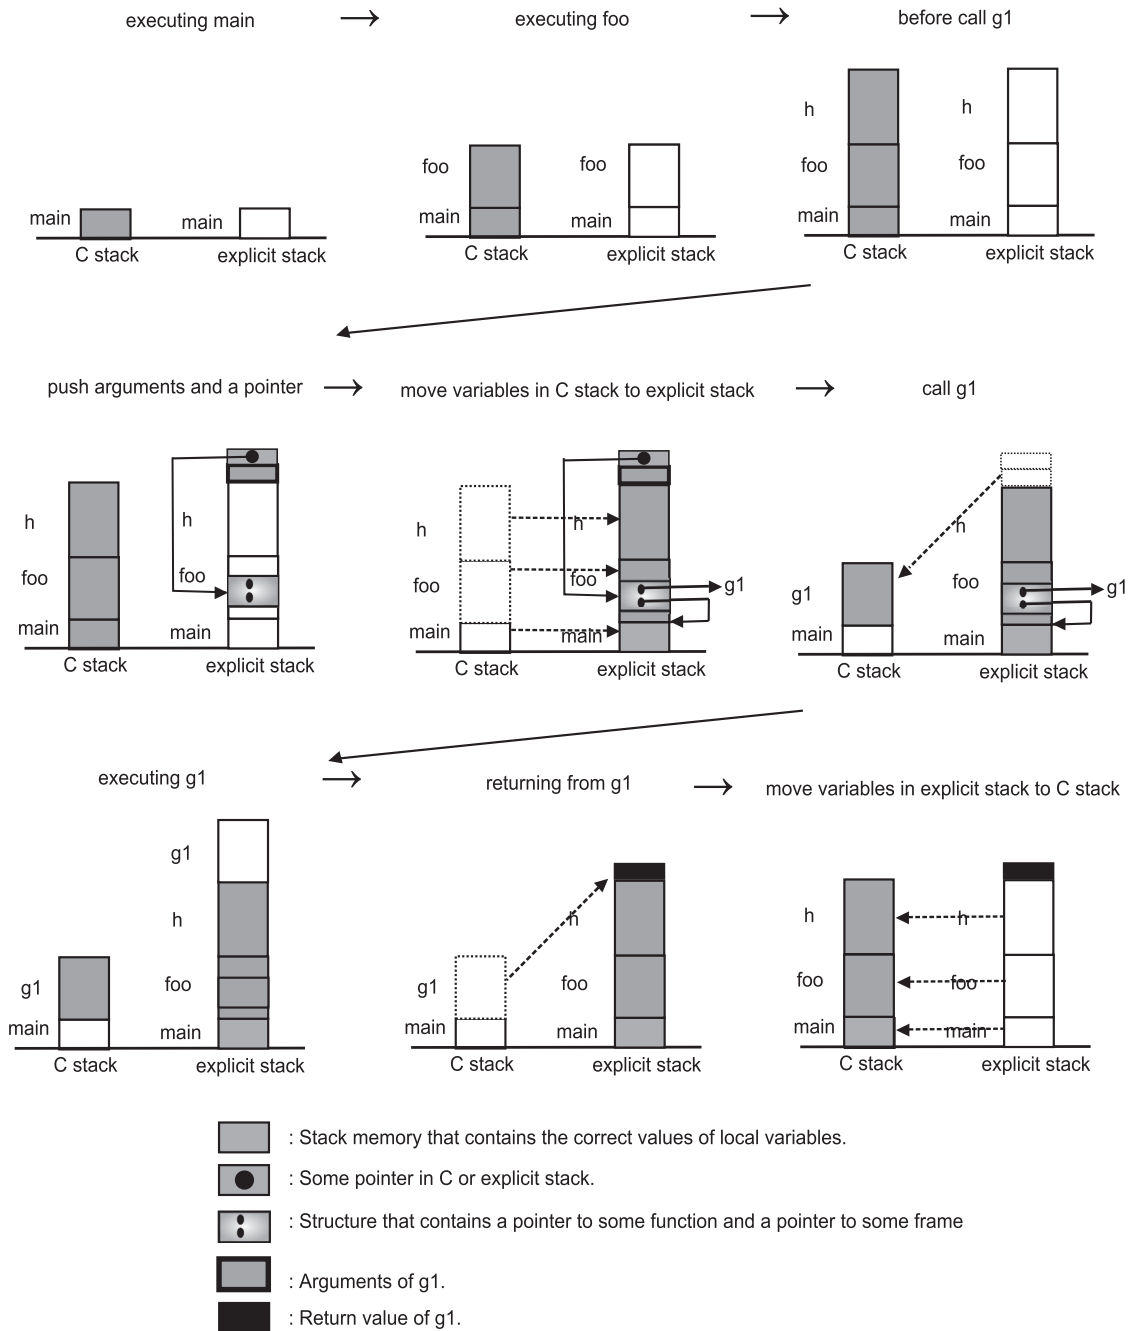 executing main → executing foo → before call g1
h h
foo foo foo foo
main main main main main main
C stack explicit stack C stack explicit stack C stack explicit stack
push arguments and a pointer → move variables in C stack to explicit stack → call g1
h h h h h
foo foo foo foo g1 g1 foo g1
main main main main main main
C stack explicit stack C stack explicit stack C stack explicit stack
executing g1 → returning from g1 → move variables in explicit stack to C stack
g1
h h h h
g1 foo g1 foo foo foo
main main main main main main
C stack explicit stack C stack explicit stack C stack explicit stack
: Stack memory that contains the correct values of local variables.
: Some pointer in C or explicit stack.
: Structure that contains a pointer to some function and a pointer to some frame
: Arguments of g1.
: Return value of g1.